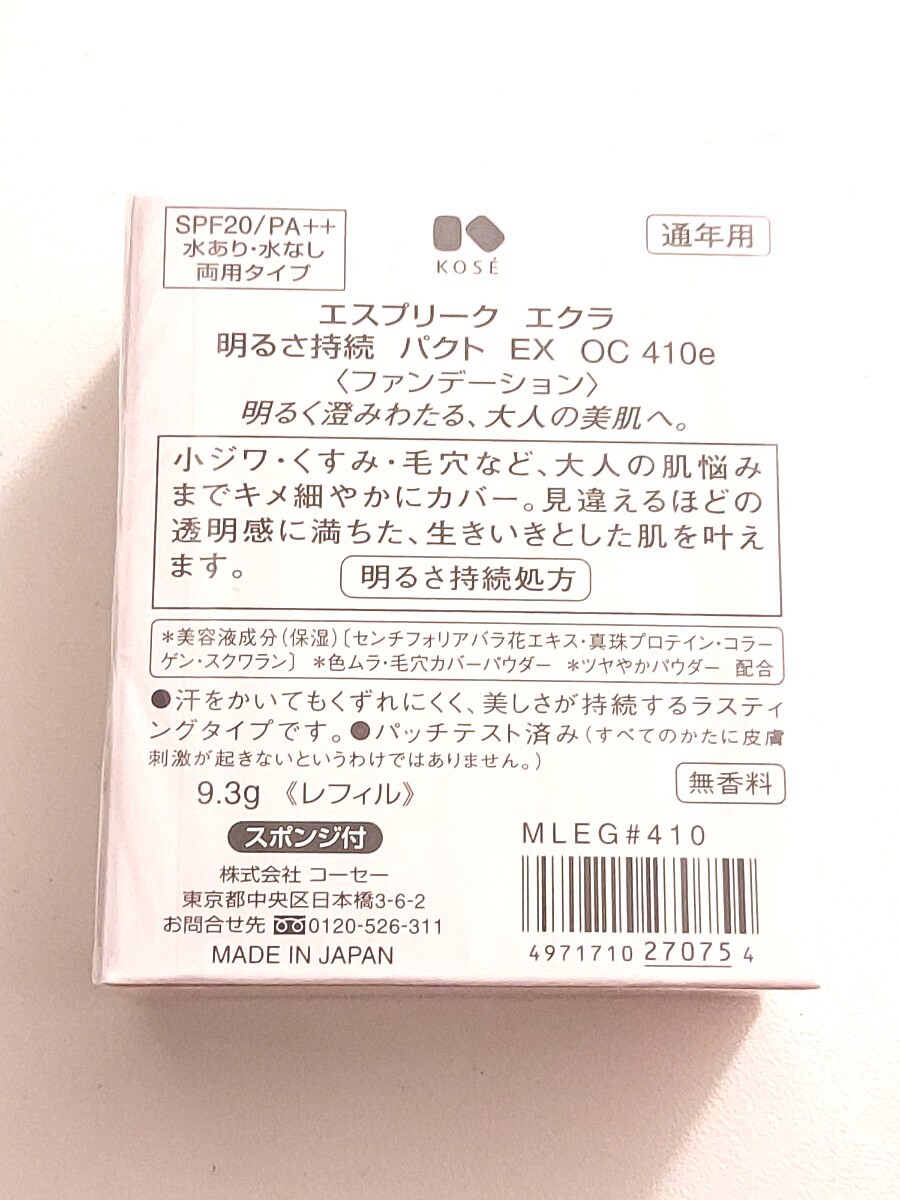 SPF20/PA++
水あり・水なし
両用タイプ
KOSÉ
通年用
エスプリーク エクラ
明るさ持続 パクト EX OC 410e
〈ファンデーション〉
明るく澄みわたる、大人の美肌へ。
小ジワ・くすみ・毛穴など、大人の肌悩み
までキメ細やかにカバー。見違えるほどの
透明感に満ちた、生きいきとした肌を叶え
ます。 明るさ持続処方
*美容液成分(保湿)〔センチフォリアバラ花エキス・真珠プロテイン・コラー
ゲン・スクワラン〕 *色ムラ・毛穴カバーパウダー *ツヤやかパウダー 配合
●汗をかいてもくずれにくく、美しさが持続するラスティ
ングタイプです。●パッチテスト済み(すべてのかたに皮膚
刺激が起きないというわけではありません。)
9.3g 《レフィル》
無香料
スポンジ付
MLEG#410
株式会社 コーセー
東京都中央区日本橋3-6-2
お問合せ先 0120-526-311
MADE IN JAPAN
4971710 27075 4